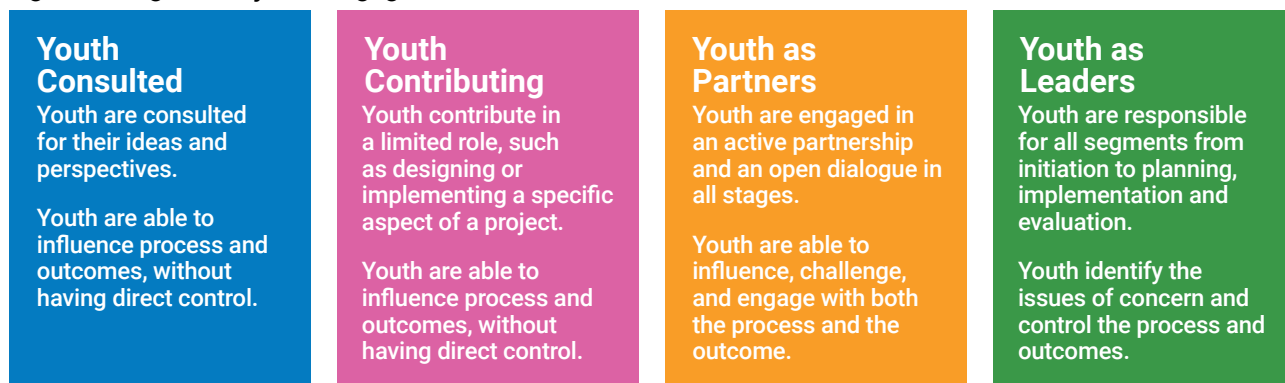 Youth
Consulted
Youth are consulted
for their ideas and
perspectives.
Youth are able to
influence process and
outcomes, without
having direct control.
Youth
Contributing
Youth contribute in
a limited role, such
as designing or
implementing a specific
aspect of a project.
Youth are able to
influence process and
outcomes, without
having direct control.
Youth as
Partners
Youth are engaged in
an active partnership
and an open dialogue in
all stages.
Youth are able to
influence, challenge,
and engage with both
the process and the
outcome.
Youth as
Leaders
Youth are responsible
for all segments from
initiation to planning,
implementation and
evaluation.
Youth identify the
issues of concern and
control the process and
outcomes.